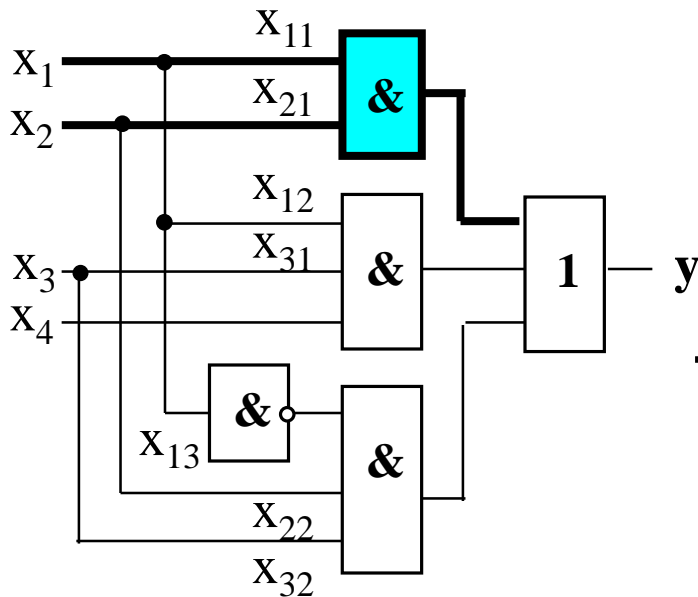 x₁₁
x₁
&
x₂₁
x₂
x₁₂
x₃₁
x₃
&
1
y
x₄
&
x₁₃
&
x₂₂
x₃₂